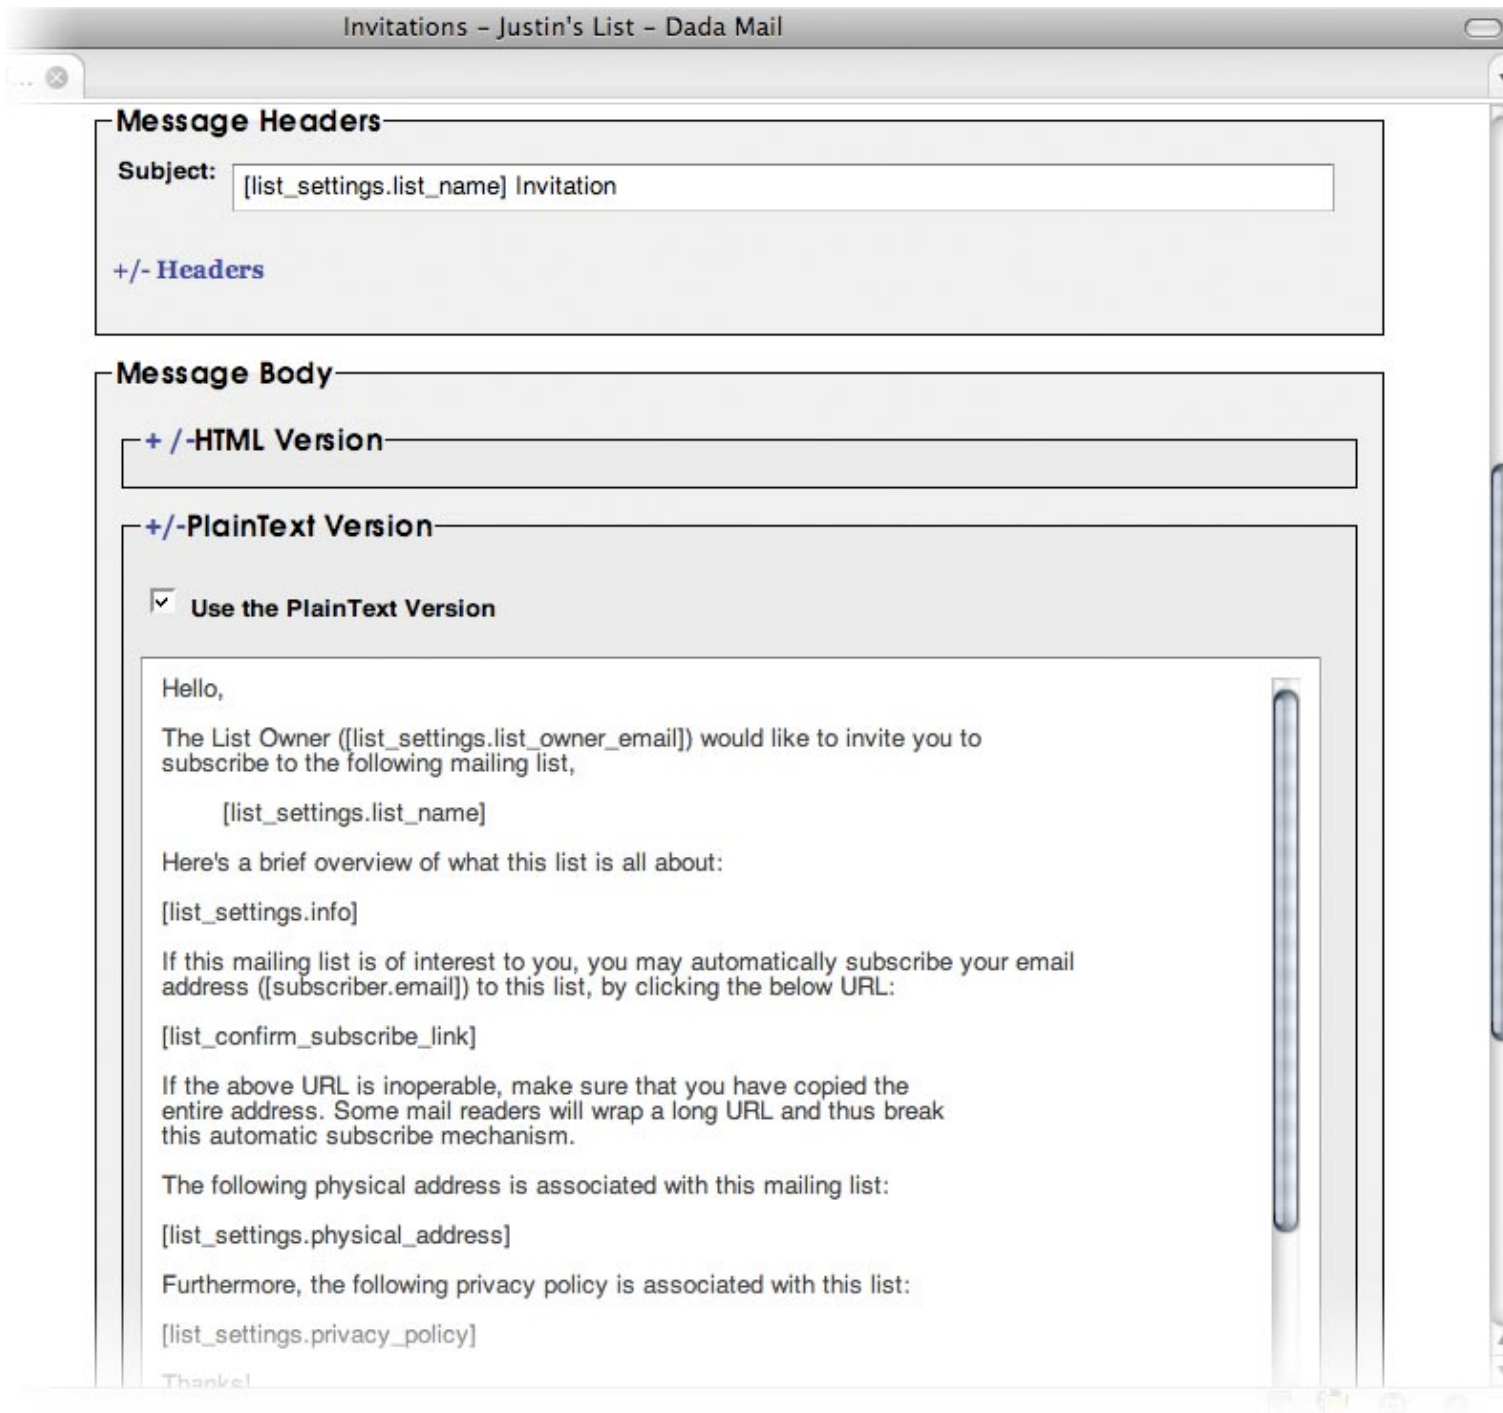 Invitations – Justin's List – Dada Mail
...
Message Headers
Subject:
[list_settings.list_name] Invitation
+/- Headers
Message Body
+ /-HTML Version
+/-PlainText Version
Use the PlainText Version
Hello,
The List Owner ([list_settings.list_owner_email]) would like to invite you to
subscribe to the following mailing list,
[list_settings.list_name]
Here's a brief overview of what this list is all about:
[list_settings.info]
If this mailing list is of interest to you, you may automatically subscribe your email
address ([subscriber.email]) to this list, by clicking the below URL:
[list_confirm_subscribe_link]
If the above URL is inoperable, make sure that you have copied the
entire address. Some mail readers will wrap a long URL and thus break
this automatic subscribe mechanism.
The following physical address is associated with this mailing list:
[list_settings.physical_address]
Furthermore, the following privacy policy is associated with this list:
[list_settings.privacy_policy]
Thanks!